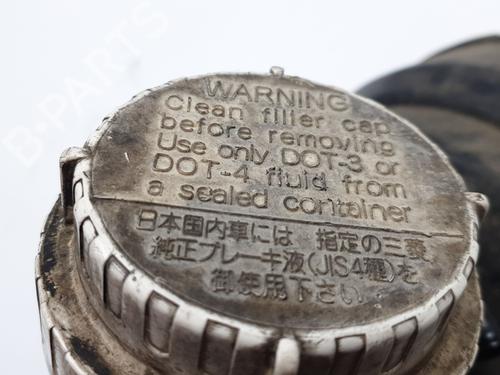 WARNING
Clean filler cap
before removing
Use only DOT-3 or
DOT-4 fluid from
a sealed container
日本国内車には 指定の三菱
純正ブレーキ液(JIS4種)を
御使用下さい
B-PARTS